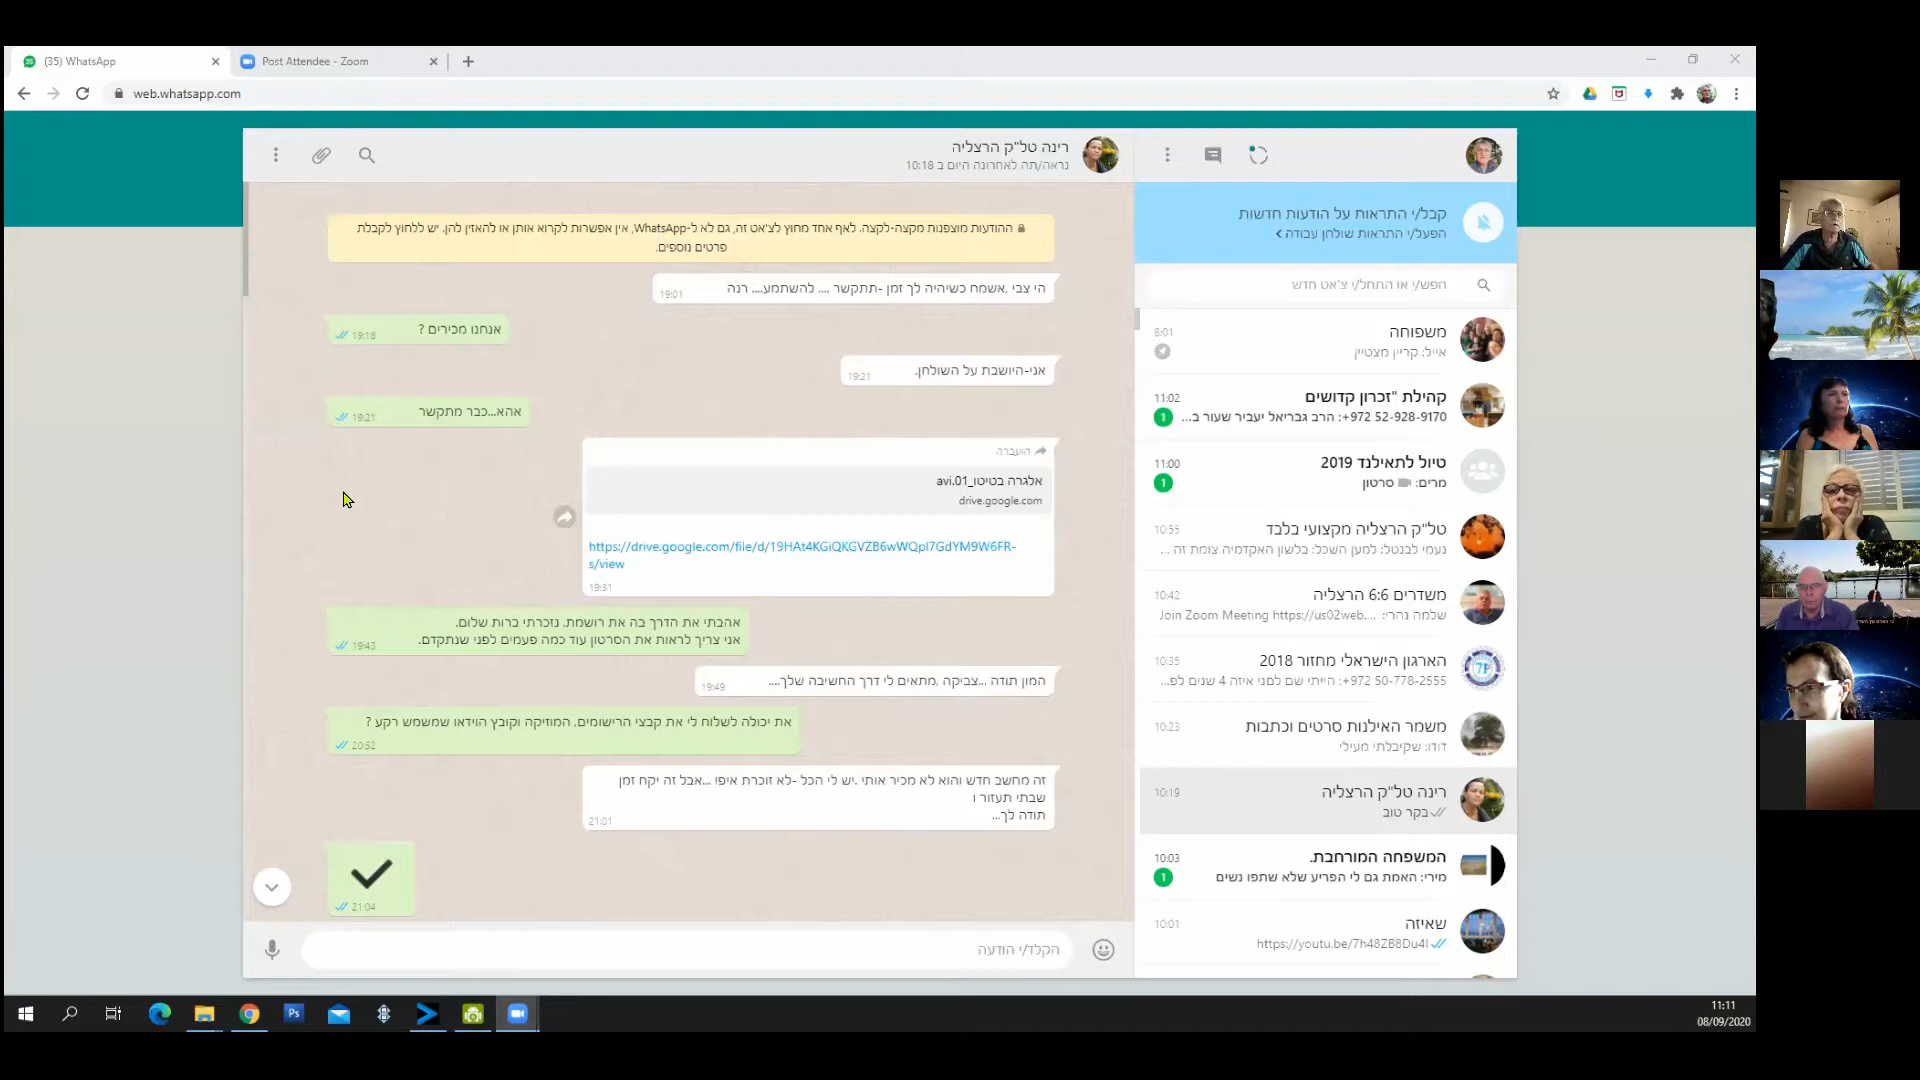 (35) WhatsApp
Post Attendee - Zoom
web.whatsapp.com
רינה טל"ק הרצליה
נראה/תה לאחרונה היום ב 10:18
ההודעות מוצפנות מקצה-לקצה. לאף אחד מחוץ לצ'אט זה, גם לא ל-WhatsApp, אין אפשרות לקרוא אותן או להאזין להן. יש ללחוץ לקבלת
פרטים נוספים.
הי צבי ,אשמח כשיהיה לך זמן -תתקשר .... להשתמע.... רנה
19:01
אנחנו מכירים ?
19:18
אני-היושבת על השולחן.
19:21
אהא...כבר מתקשר
19:21
הועברה
אלגרה בטיטו_01.avi
drive.google.com
https://drive.google.com/file/d/19HAt4KGiQKGVZB6wWQpl7GdYM9W6FR-
s/view
19:31
אהבתי את הדרך בה את רושמת. נזכרתי ברות שלום.
אני צריך לראות את הסרטון עוד כמה פעמים לפני שנתקדם.
19:43
המון תודה ...צביקה ,מתאים לי דרך החשיבה שלך....
19:49
את יכולה לשלוח לי את קבצי הרישומים, המוזיקה וקובץ הוידאו שמשמש רקע ?
20:52
זה מחשב חדש והוא לא מכיר אותי .יש לי הכל -לא זוכרת איפו ...אבל זה יקח זמן
שבתי תעזור ו
תודה לך...
21:01
21:04
הקלד/י הודעה
קבל/י התראות על הודעות חדשות
הפעל/י התראות שולחן עבודה >
חפש/י או התחל/י צ'אט חדש
משפוחה
8:01
אייל: קריין מצטיין
קהילת "זכרון קדושים
11:02
+972 52-928-9170: הרב גבריאל יעביר שעור ב...
1
טיול לתאילנד 2019
11:00
מרים: סרטון
1
טל"ק הרצליה מקצועי בלבד
10:55
נעמי לבנטל: למען השכל: בלשון האקדמיה צומת זה ...
משדרים 6:6 הרצליה
10:42
שלמה נהרי: Join Zoom Meeting https://us02web....
הארגון הישראלי מחזור 2018
10:35
+972 50-778-2555: הייתי שם לפני איזה 4 שנים לפ...
משמר האילנות סרטים וכתבות
10:23
דודו: שקיבלתי מעילי
רינה טל"ק הרצליה
10:19
בקר טוב
המשפחה המורחבת.
10:03
מירי: האמת גם לי הפריע שלא שתפו נשים
1
שאיזה
10:01
https://youtu.be/7h48ZB8Du4I
11:11
08/09/2020